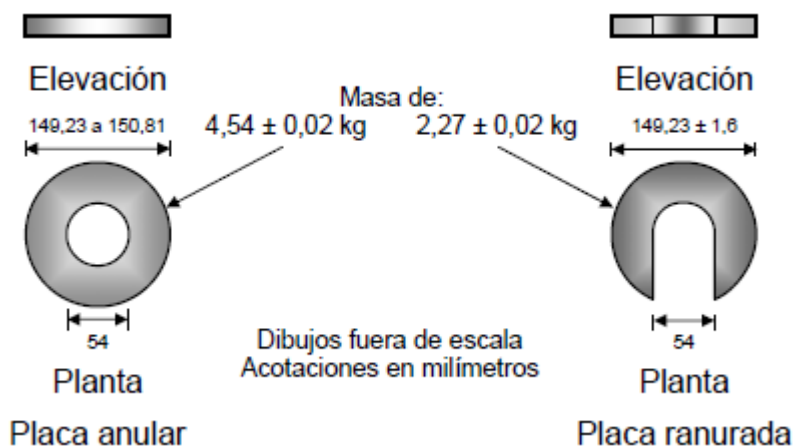 Elevación
Elevación
Masa de:
149,23 a 150,81
4,54 ± 0,02 kg
2,27 ± 0,02 kg
149,23 ± 1,6
54
54
Dibujos fuera de escala
Acotaciones en milímetros
Planta
Planta
Placa anular
Placa ranurada